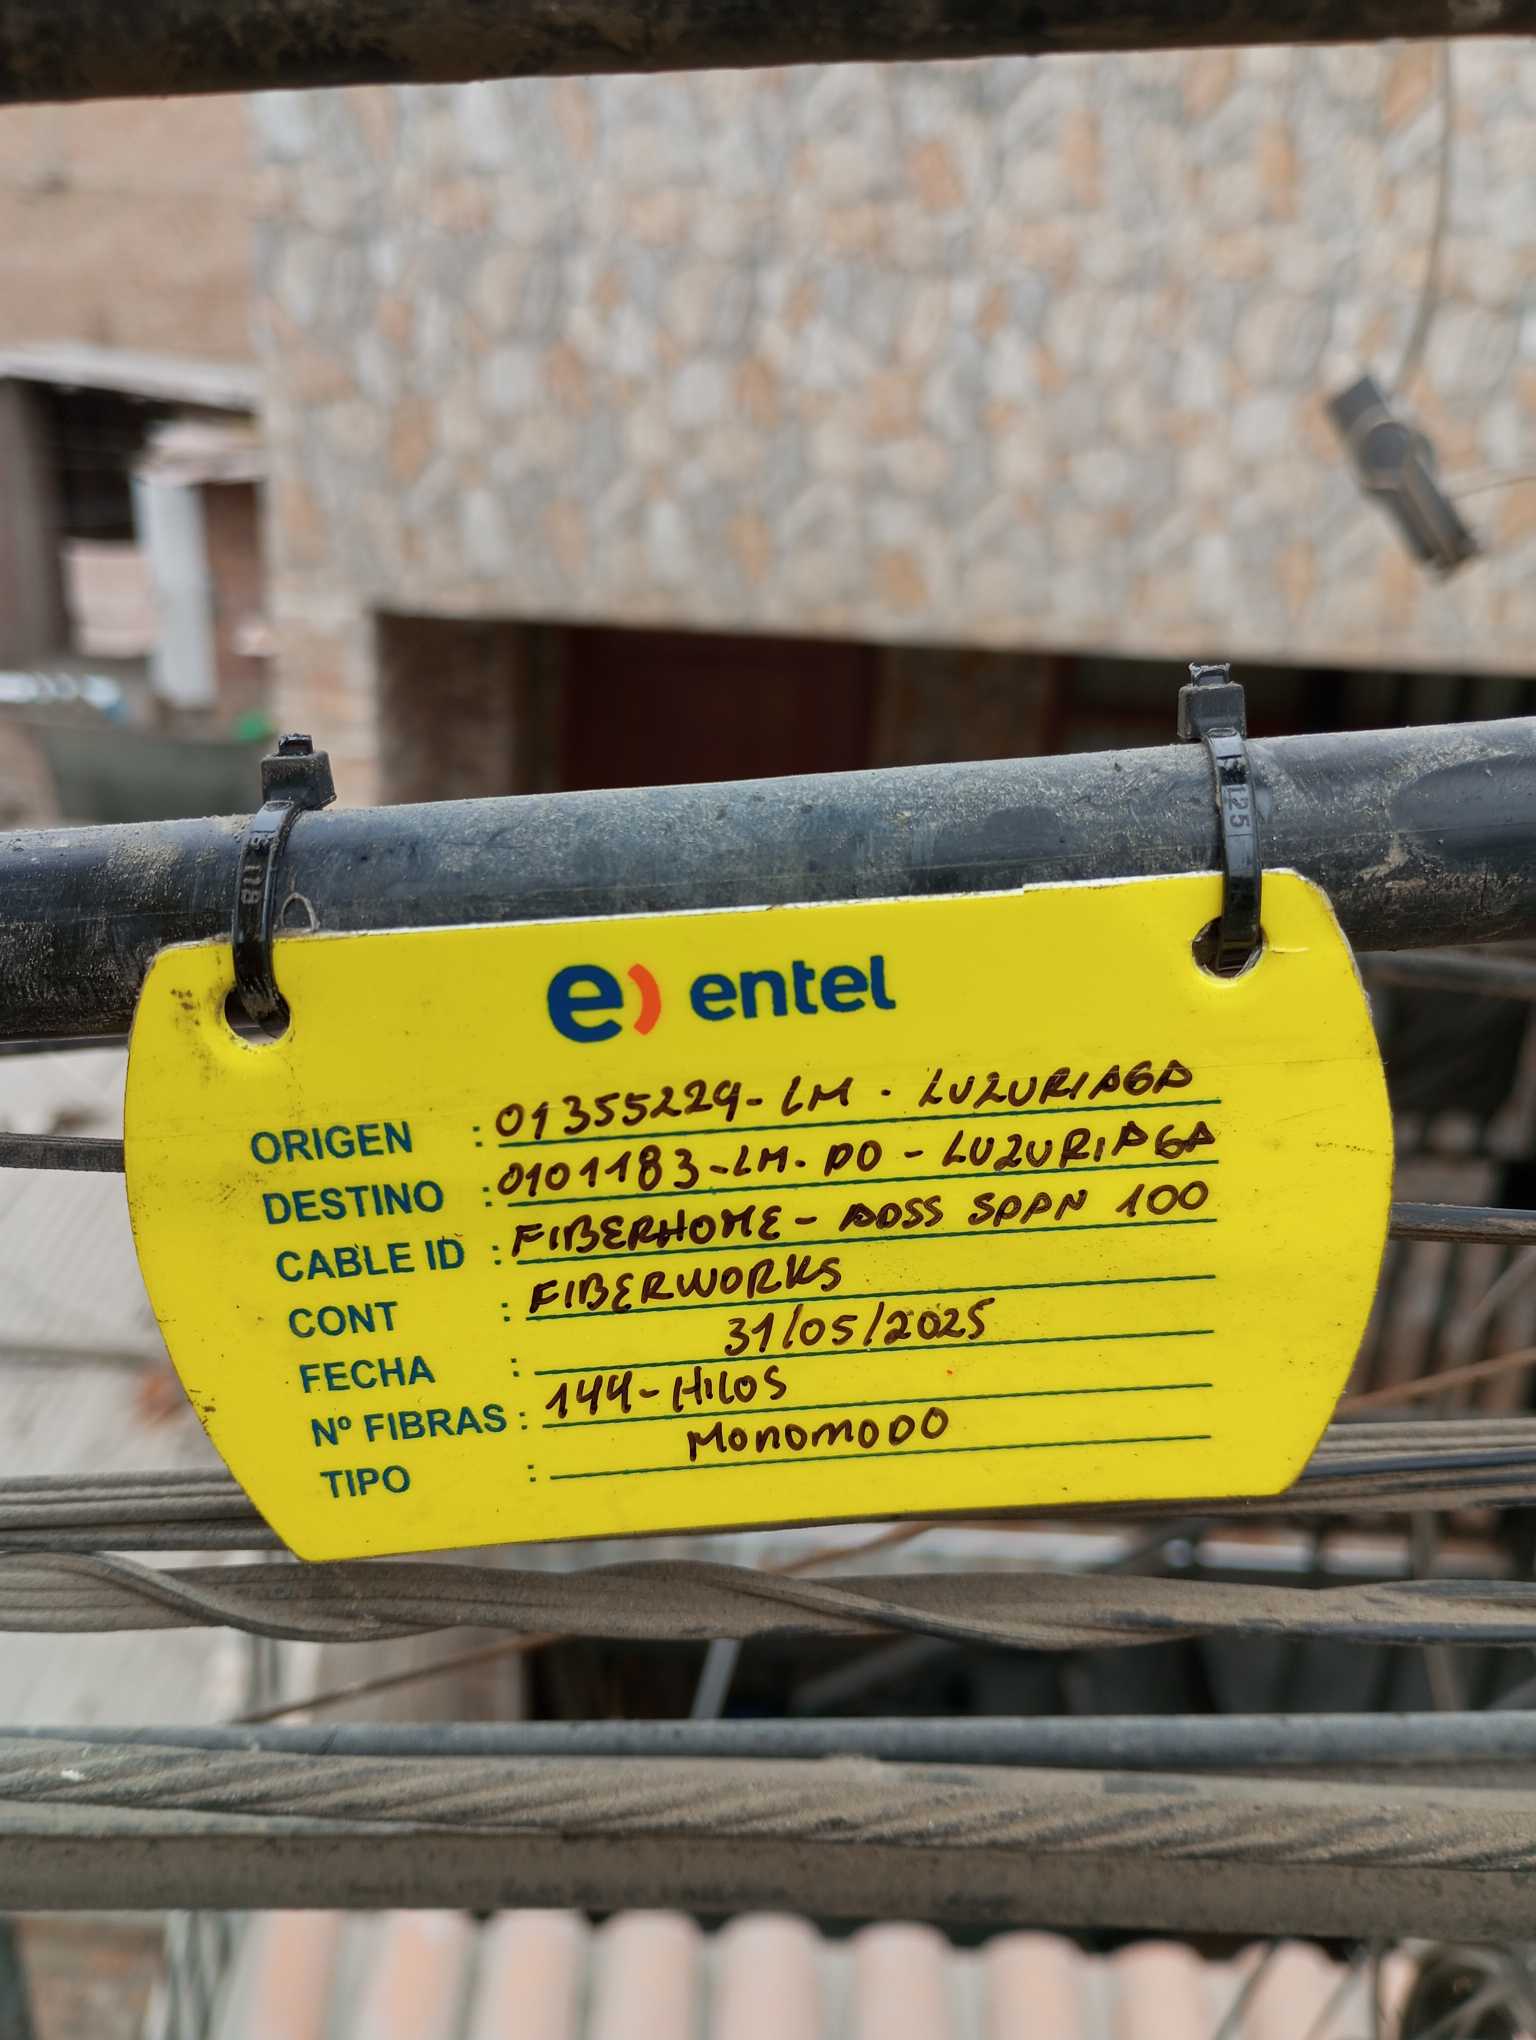 e) entel
ORIGEN : 01355229-LM. LUZURIAGA
DESTINO : 0101183-LM. DO - LUZURIAGA
CABLE ID : FIBERHOME - ADSS SPAN 100
CONT : FIBERWORKS
FECHA : 31/05/2025
Nº FIBRAS : 144-HILOS
TIPO : MONOMODO